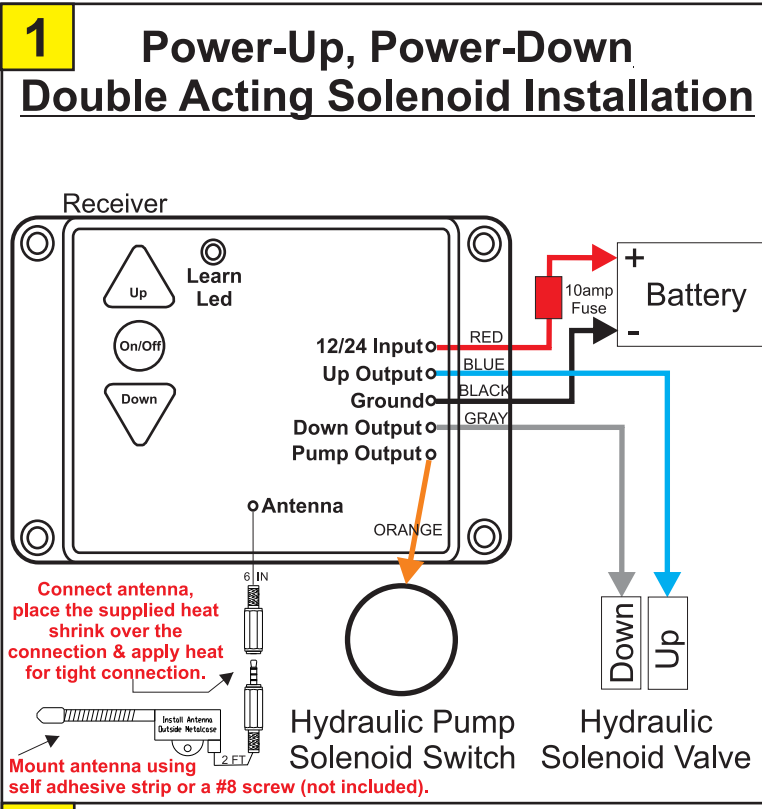 1
Power-Up, Power-Down
Double Acting Solenoid Installation
Receiver
Up
Learn
Led
On/Off
Down
12/24 Input
Up Output
Ground
Down Output
Pump Output
Antenna
RED
BLUE
BLACK
GRAY
ORANGE
10amp
Fuse
+
Battery
-
6 IN
Connect antenna,
place the supplied heat
shrink over the
connection & apply heat
for tight connection.
Install Antenna
Outside Metalcase
2 FT
Mount antenna using
self adhesive strip or a #8 screw (not included).
Hydraulic Pump
Solenoid Switch
Down
Up
Hydraulic
Solenoid Valve